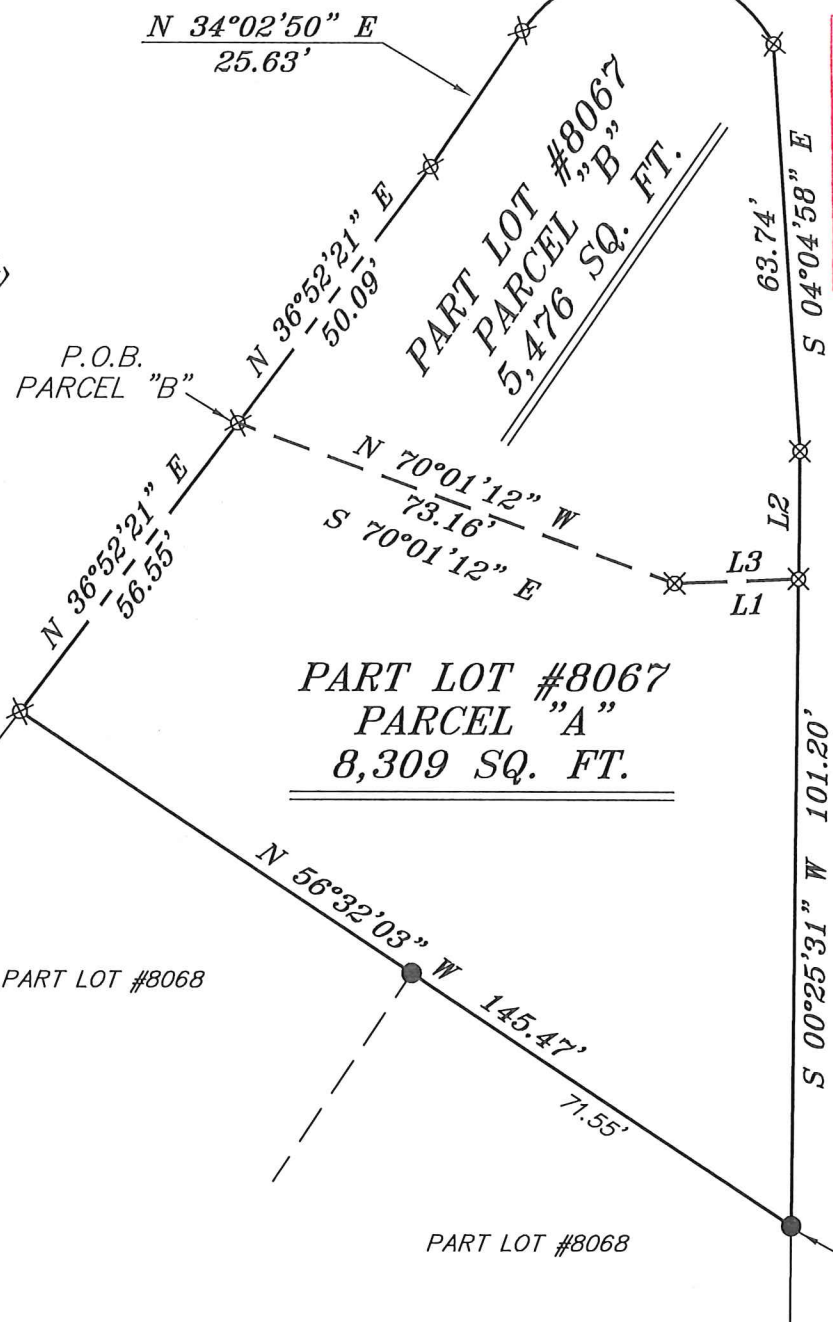 N 34°02'50" E
25.63'
PART LOT #8067
PARCEL "B"
5,476 SQ. FT.
63.74'
S 04°04'58" E
N 36°52'21" E
50.09'
P.O.B.
PARCEL "B"
N 70°01'12" W
73.16'
S 70°01'12" E
L2
L3
L1
N 36°52'21" E
56.55'
PART LOT #8067
PARCEL "A"
8,309 SQ. FT.
S 00°25'31" W 101.20'
N 56°32'03" W 145.47'
71.55'
PART LOT #8068
PART LOT #8068